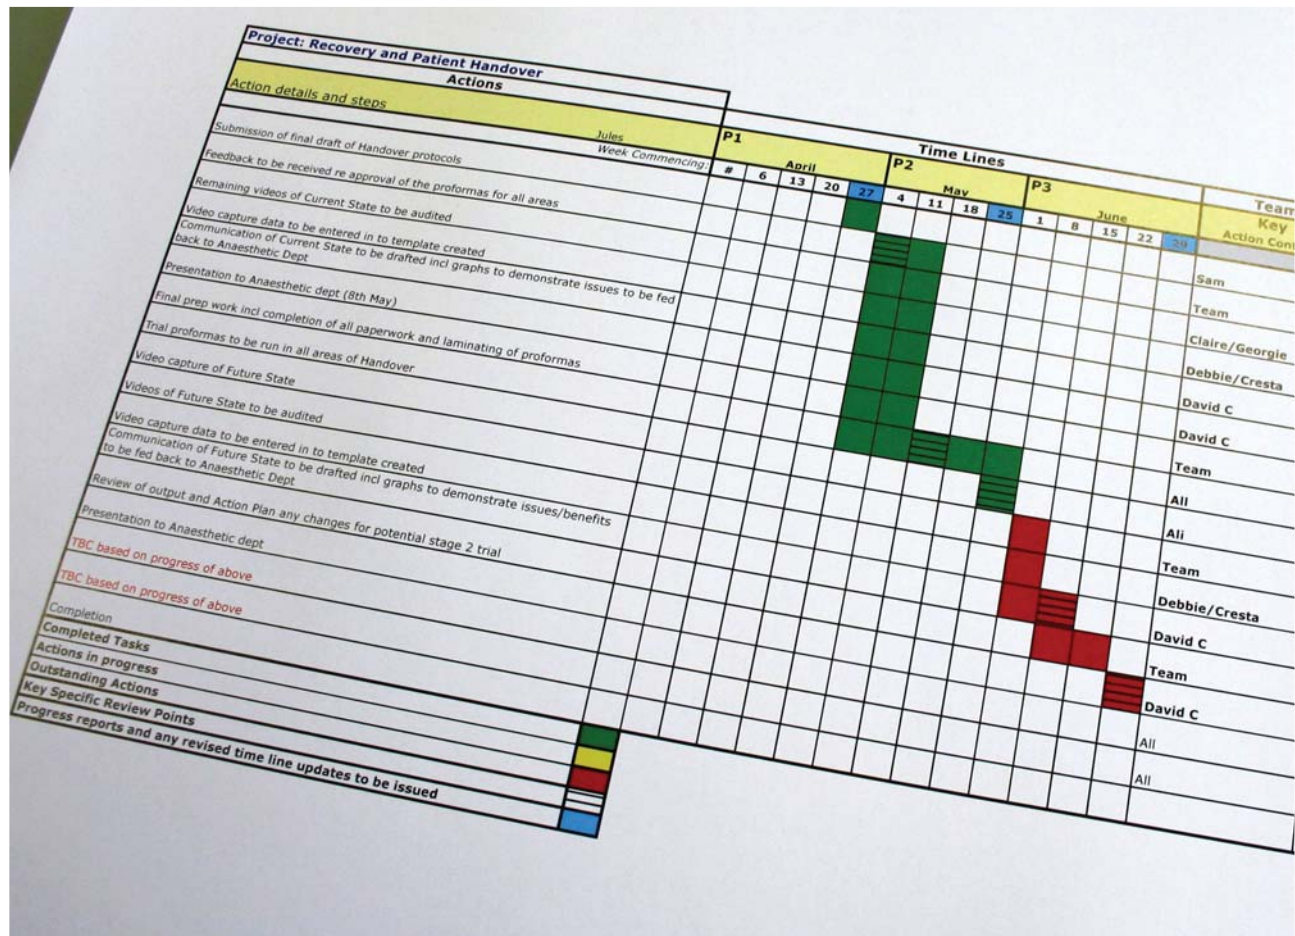 Project: Recovery and Patient Handover
Actions
Action details and steps
Jules
Week Commencing:
Time Lines
P1
P2
P3
April
May
June
# 6 13 20 27 4 11 18 25 1 8 15 22 29
Team
Key
Action Con
Submission of final draft of Handover protocols
Sam
Feedback to be received re approval of the proformas for all areas
Team
Remaining videos of Current State to be audited
Claire/Georgie
Video capture data to be entered in to template created
Debbie/Cresta
Communication of Current State to be drafted incl graphs to demonstrate issues to be fed
back to Anaesthetic Dept
David C
Presentation to Anaesthetic dept (8th May)
David C
Final prep work incl completion of all paperwork and laminating of proformas
Team
Trial proformas to be run in all areas of Handover
All
Video capture of Future State
Ali
Videos of Future State to be audited
Team
Video capture data to be entered in to template created
Debbie/Cresta
Communication of Future State to be drafted incl graphs to demonstrate issues/benefits
to be fed back to Anaesthetic Dept
David C
Review of output and Action Plan any changes for potential stage 2 trial
Team
Presentation to Anaesthetic dept
David C
TBC based on progress of above
All
TBC based on progress of above
All
Completion
Completed Tasks
Actions in progress
Outstanding Actions
Key Specific Review Points
Progress reports and any revised time line updates to be issued